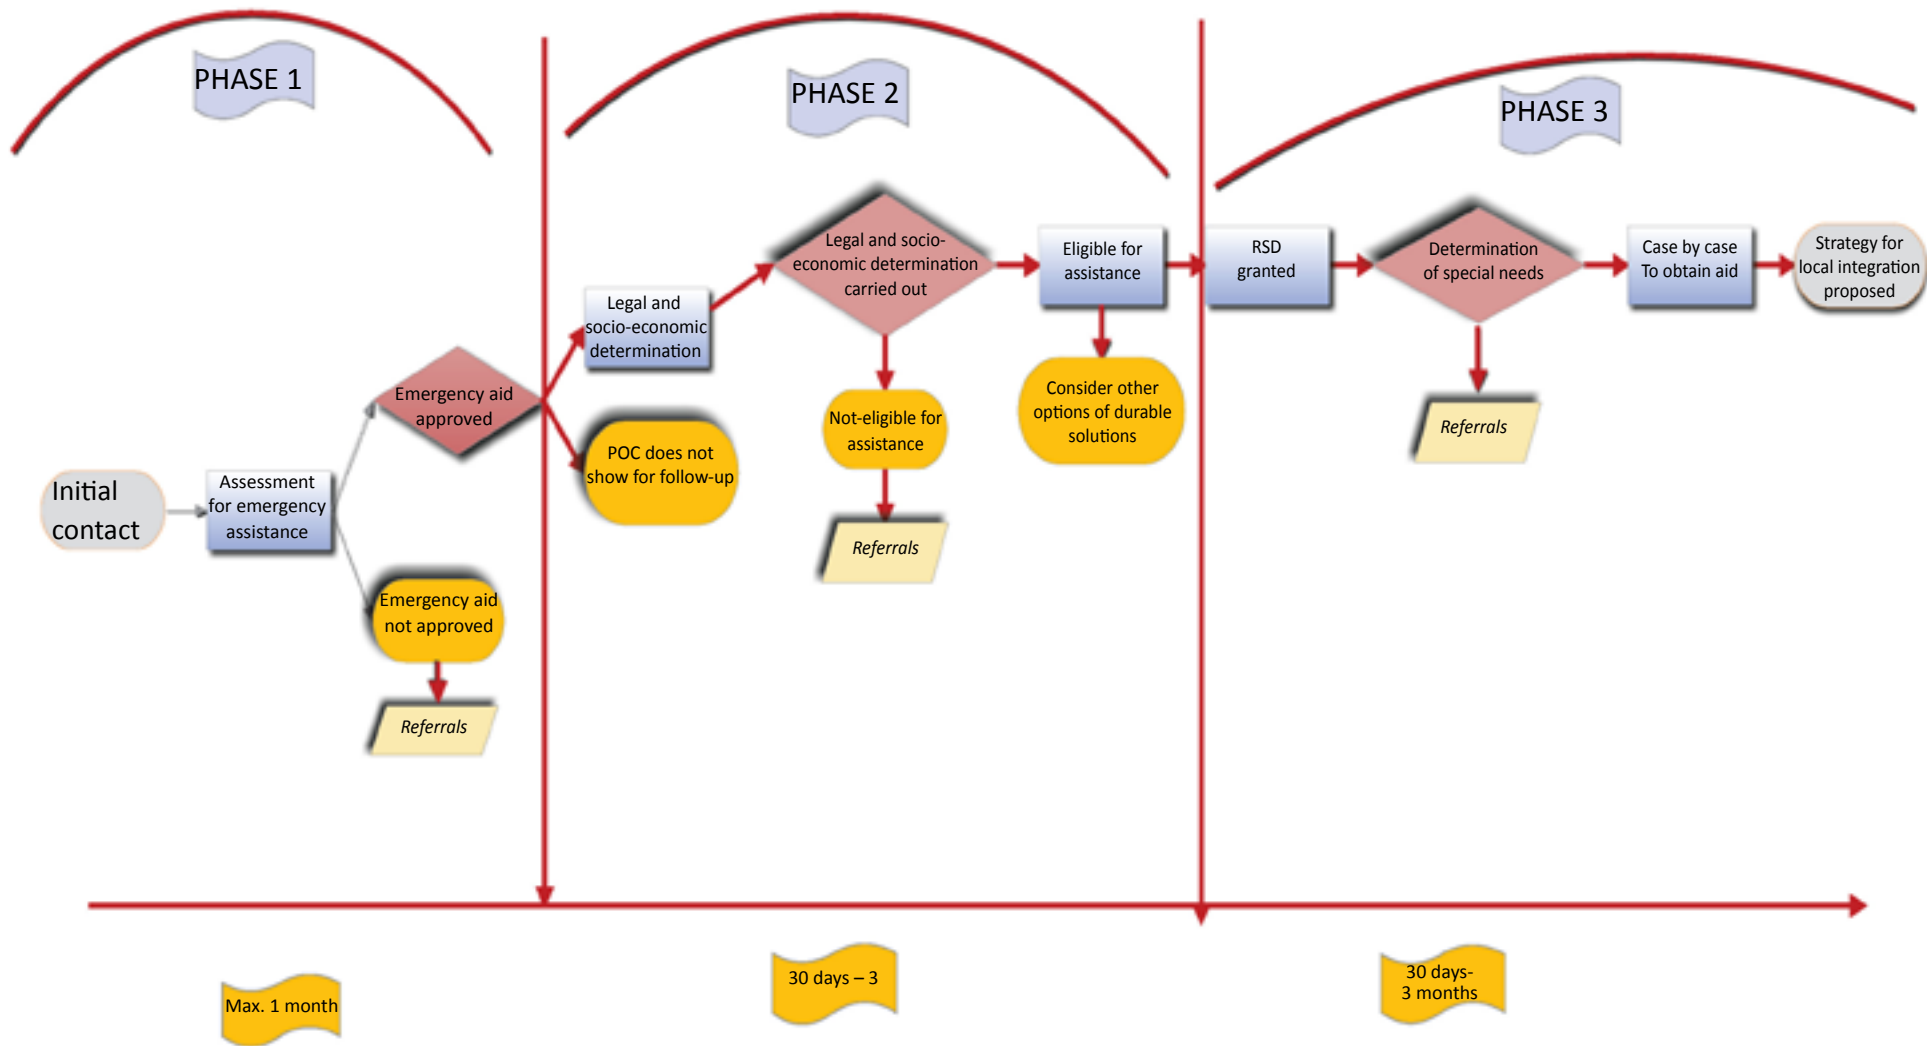 PHASE 1
PHASE 2
PHASE 3
Initial
contact
Assessment
for emergency
assistance
Emergency aid
approved
Emergency aid
not approved
Referrals
Legal and
socio-economic
determination
POC does not
show for follow-up
Legal and socio-
economic determination
carried out
Not-eligible for
assistance
Referrals
Eligible for
assistance
Consider other
options of durable
solutions
RSD
granted
Determination
of special needs
Referrals
Case by case
To obtain aid
Strategy for
local integration
proposed
Max. 1 month
30 days – 3
30 days-
3 months